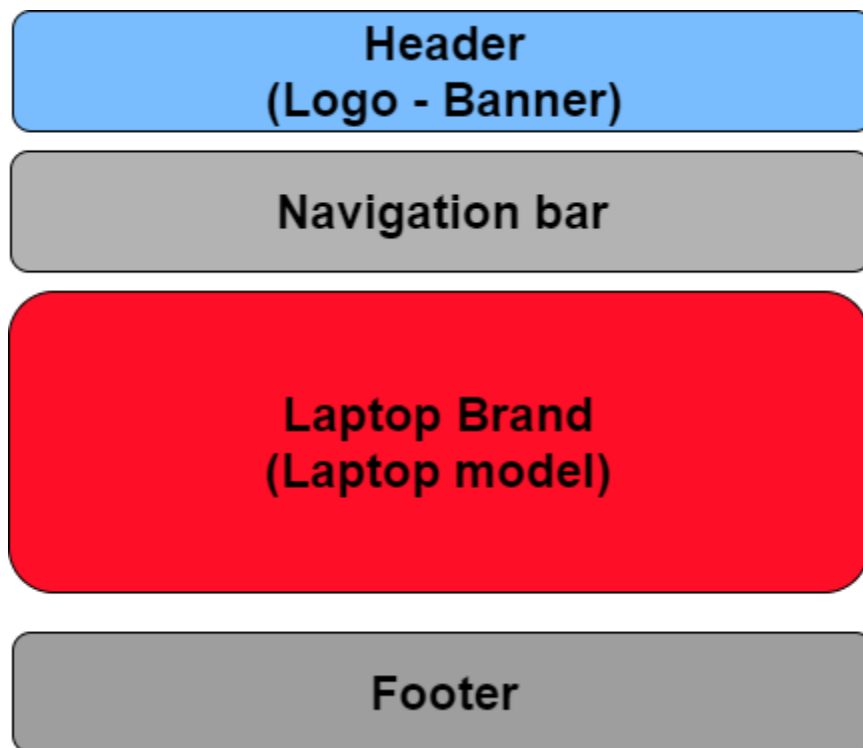 Header
(Logo - Banner)
Navigation bar
Laptop Brand
(Laptop model)
Footer